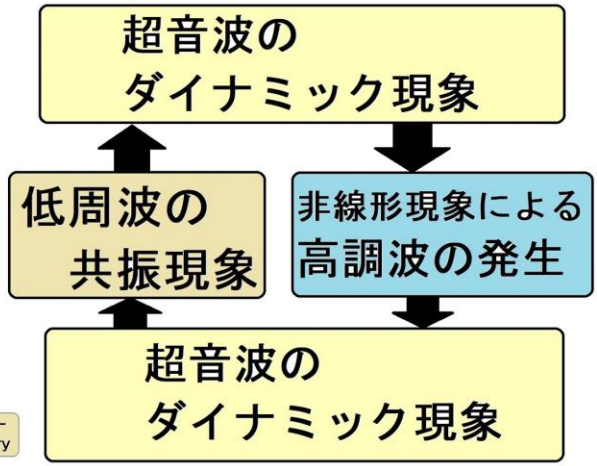 超音波の
ダイナミック現象
低周波の
共振現象
非線形現象による
高調波の発生
超音波の
ダイナミック現象